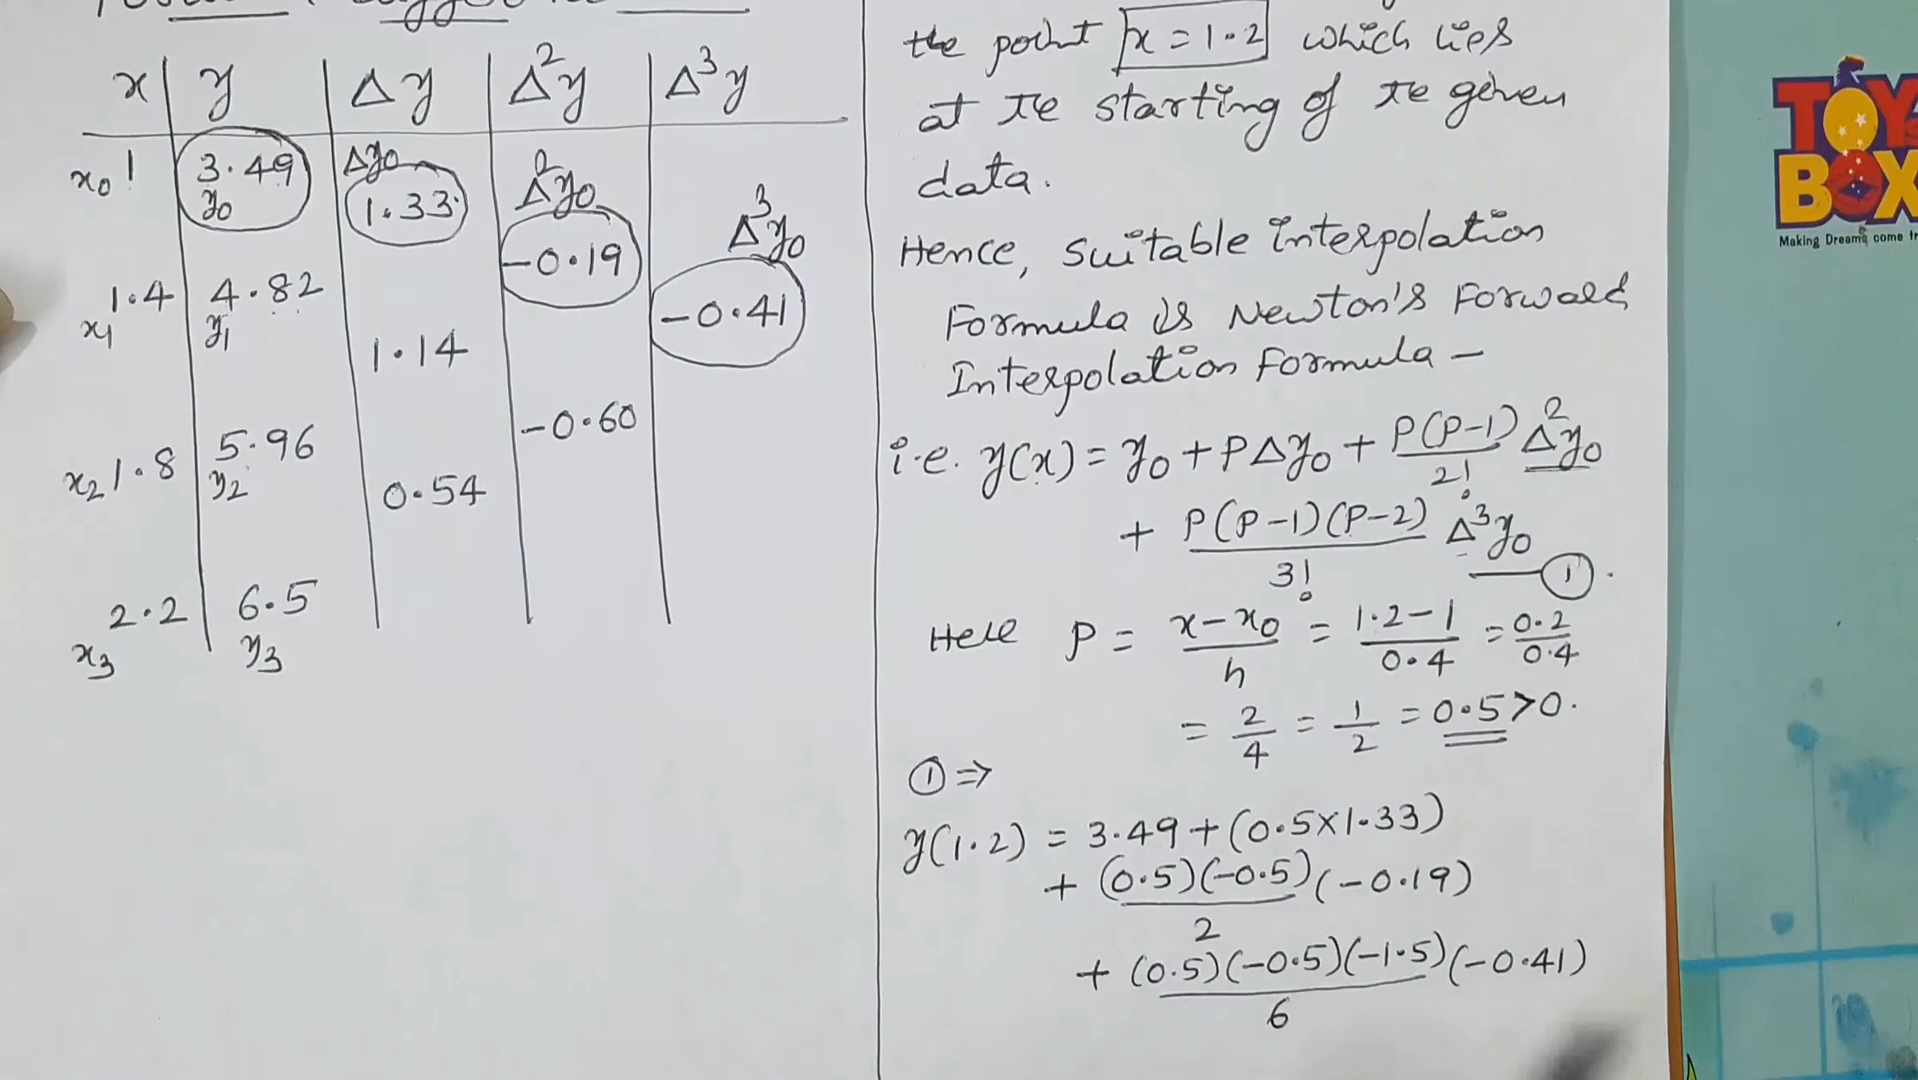 x y Δy Δ²y Δ³y
x₀ 1 3.49 Δy₀ Δ²y₀
y₀ 1.33 Δ³y₀
-0.19
1.4 4.82 -0.41
x₁ y₁ 1.14
-0.60
x₂ 1.8 5.96
y₂ 0.54
2.2 6.5
x₃ y₃
the point x = 1.2 which lies
at the starting of the given
data.
Hence, Suitable Interpolation
Formula is Newton's Forward
Interpolation Formula -
i.e. y(x) = y₀ + PΔy₀ + P(P-1)/2! Δ²y₀
+ P(P-1)(P-2)/3! Δ³y₀ — ①.
Here P = x-x₀/h = 1.2-1/0.4 = 0.2/0.4
= 2/4 = 1/2 = 0.5>0.
① ⇒
y(1.2) = 3.49 + (0.5×1.33)
+ (0.5)(-0.5)/2 (-0.19)
+ (0.5)(-0.5)(-1.5)/6 (-0.41)
TOY
BOX
Making Dreams come